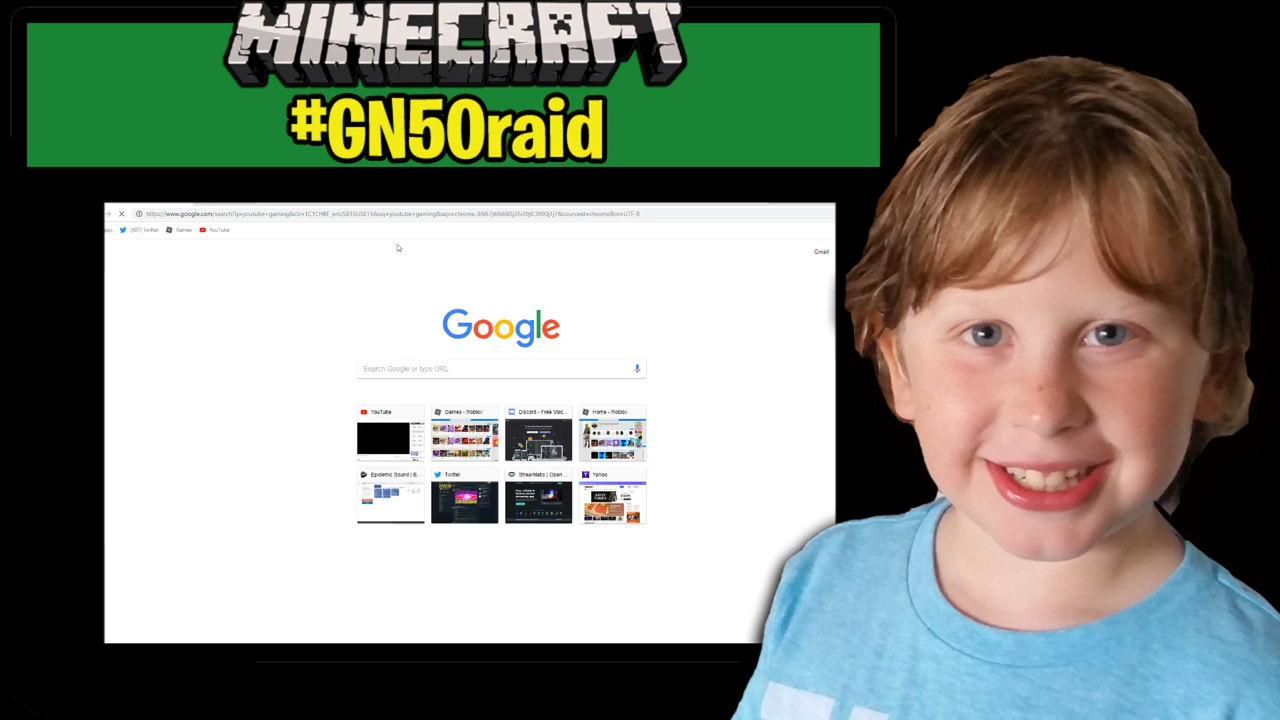 MINECRAFT
#GN50raid
(307) Twitter Games YouTube
Gmail
Google
Search Google or type URL
YouTube Games - Roblox Discord - Free Voic... Home - Roblox
Epidemic Sound | B... Twitter Streamlabs | Open ... Yahoo